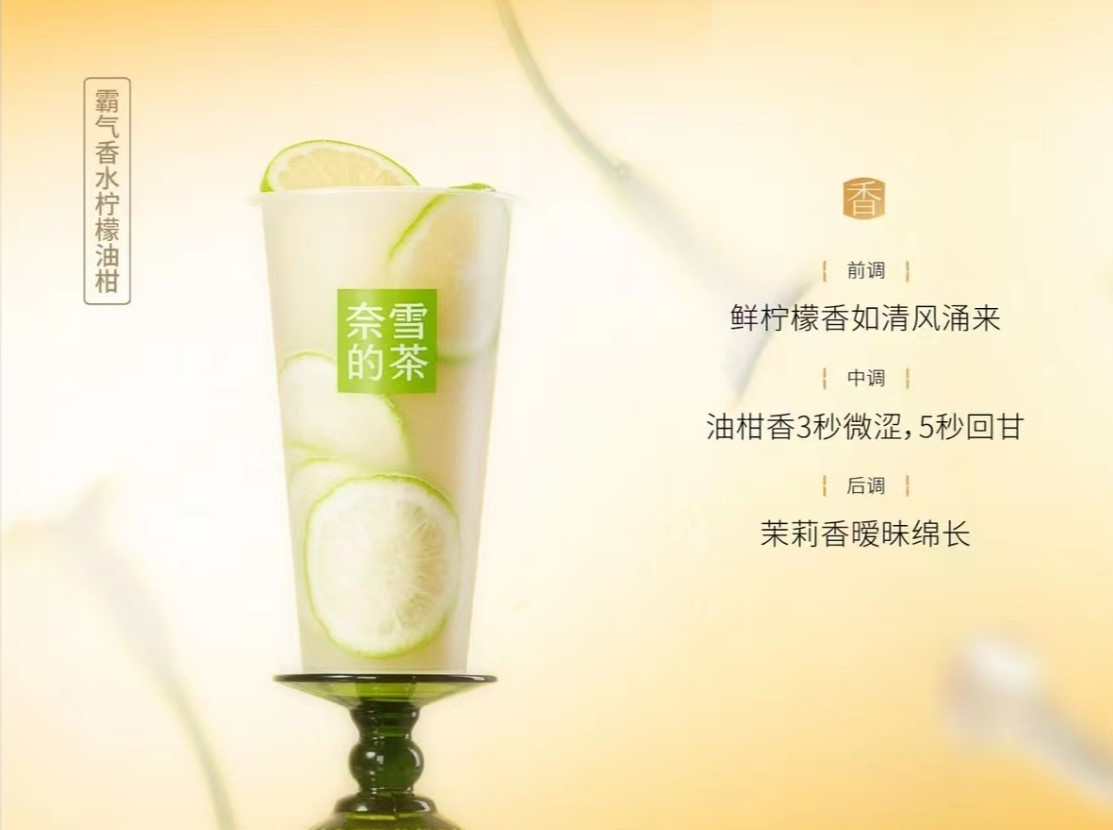 霸气香水柠檬油柑
奈雪
的茶
香
前调
鲜柠檬香如清风涌来
中调
油柑香3秒微涩，5秒回甘
后调
茉莉香暧昧绵长